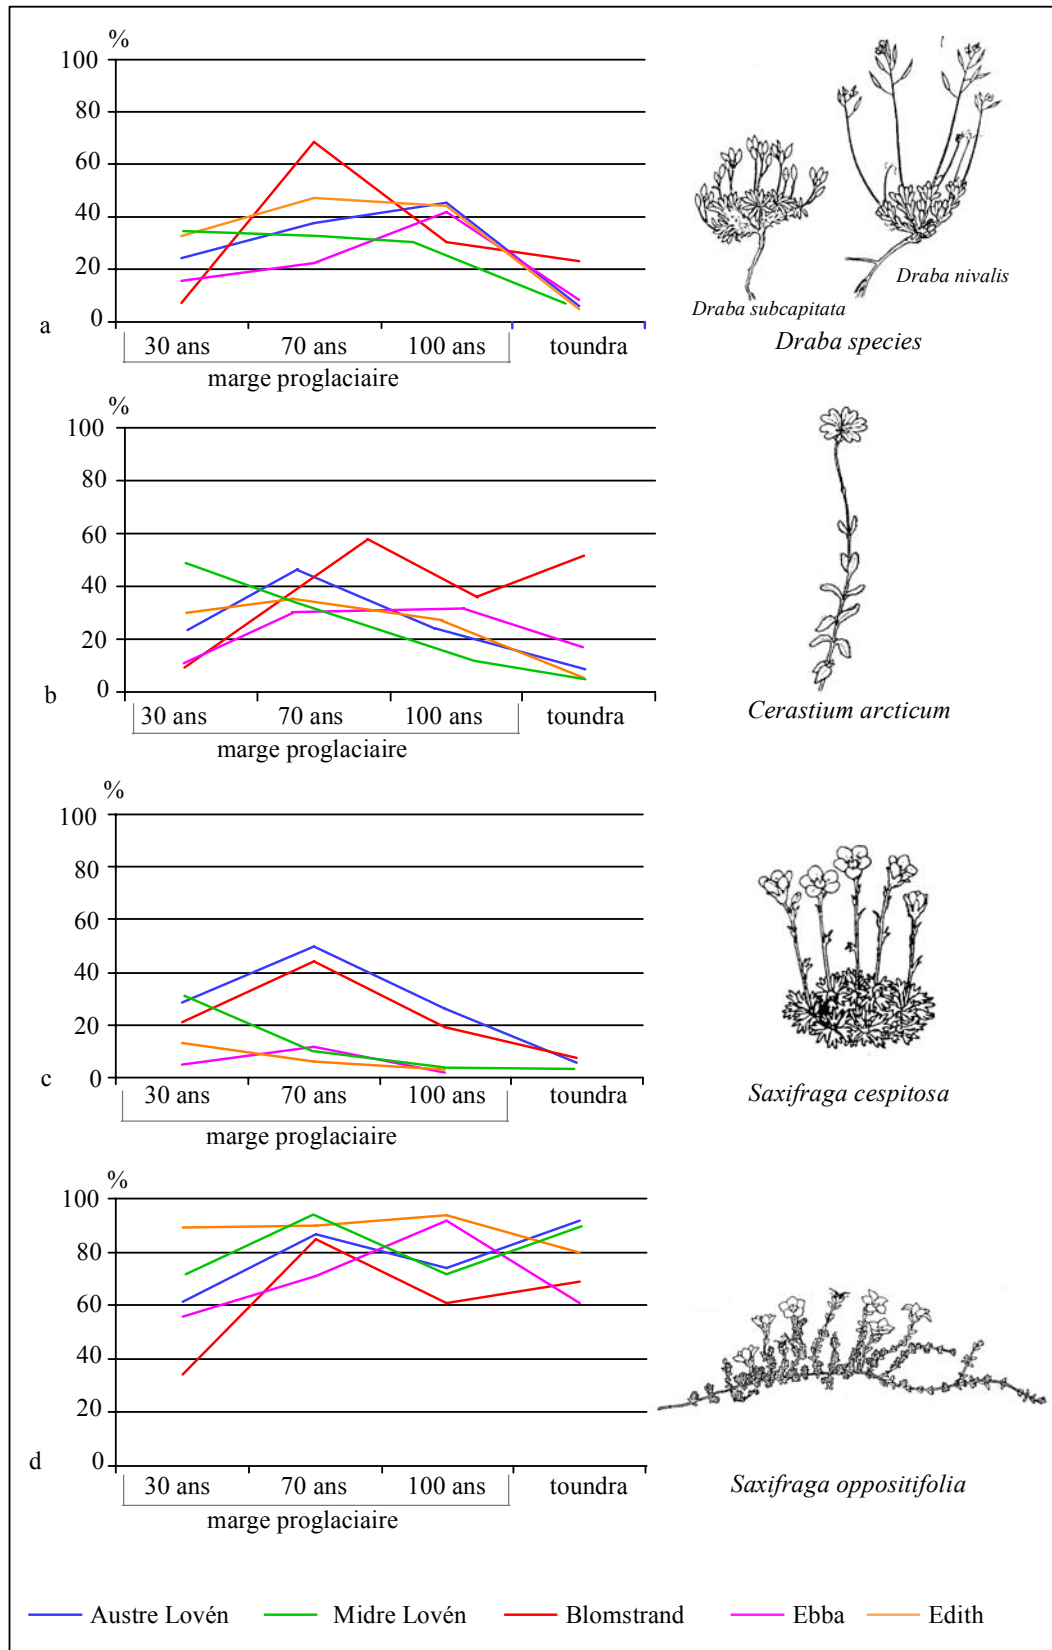 %
100
80
60
40
20
0
a
30 ans 70 ans 100 ans toundra
marge proglaciaire
Draba subcapitata
Draba nivalis
Draba species
%
100
80
60
40
20
0
b
30 ans 70 ans 100 ans toundra
marge proglaciaire
Cerastium arcticum
%
100
80
60
40
20
0
c
30 ans 70 ans 100 ans toundra
marge proglaciaire
Saxifraga cespitosa
%
100
80
60
40
20
0
d
30 ans 70 ans 100 ans toundra
marge proglaciaire
Saxifraga oppositifolia
Austre Lovén Midre Lovén Blomstrand Ebba Edith